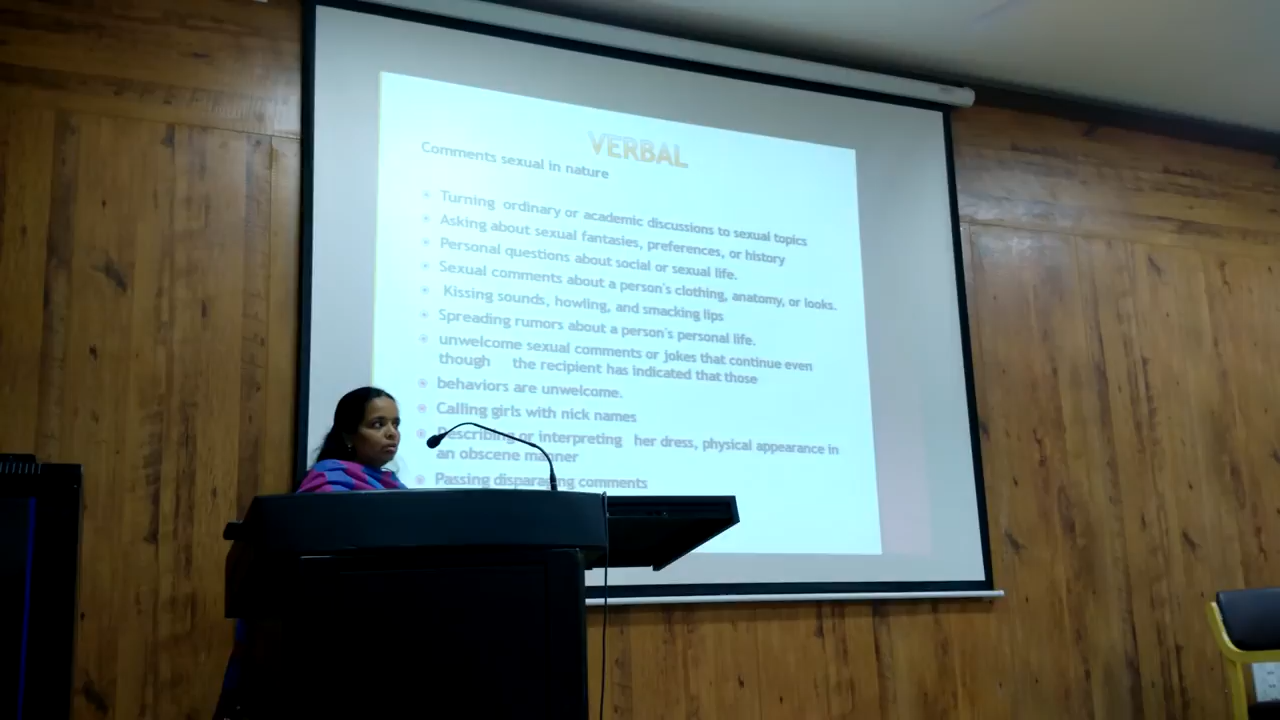 VERBAL
Comments sexual in nature
Turning ordinary or academic discussions to sexual topics
Asking about sexual fantasies, preferences, or history
Personal questions about social or sexual life.
Sexual comments about a person's clothing, anatomy, or looks.
Kissing sounds, howling, and smacking lips
Spreading rumors about a person's personal life.
unwelcome sexual comments or jokes that continue even
though the recipient has indicated that those
behaviors are unwelcome.
Calling girls with nick names
Describing or interpreting her dress, physical appearance in
an obscene manner
Passing disparaging comments